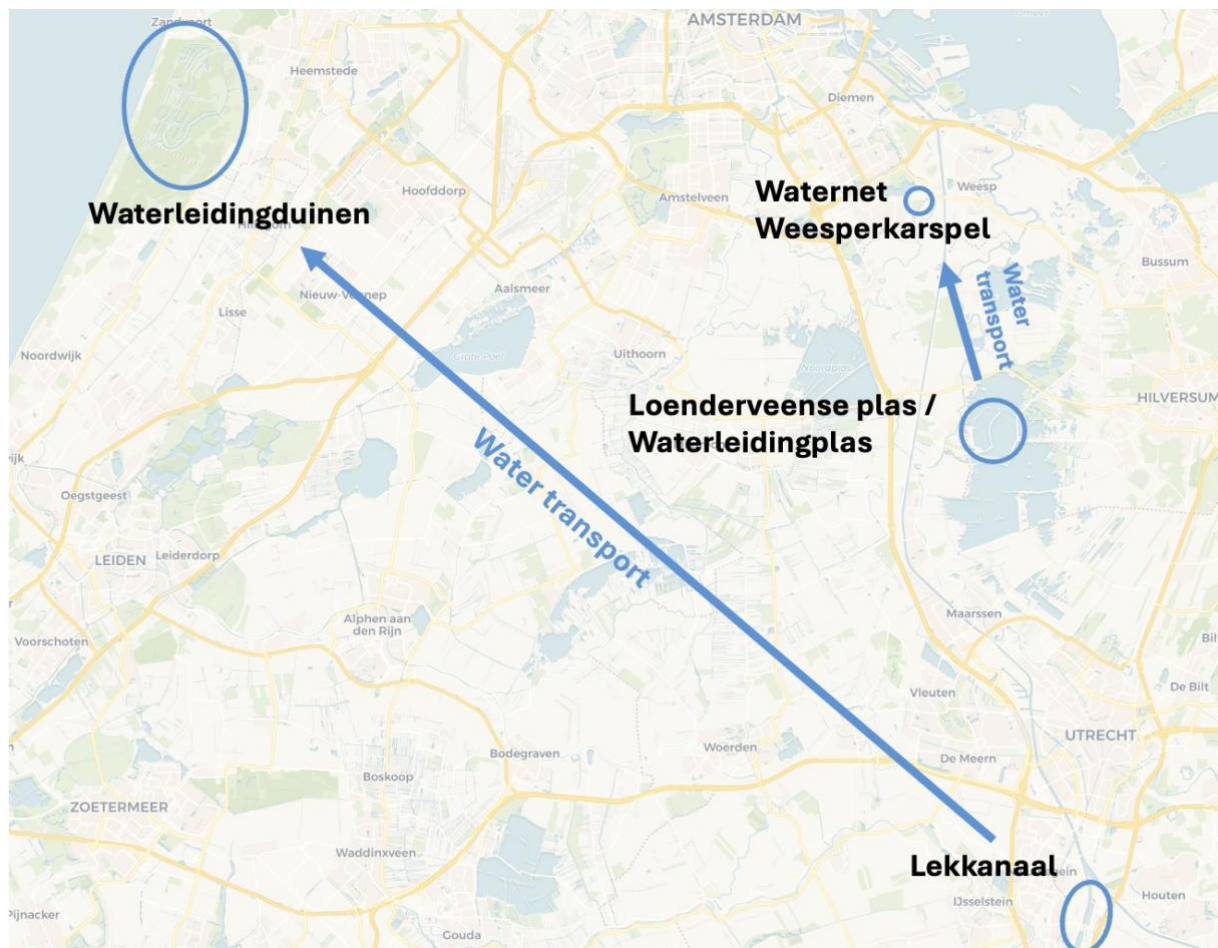 Zandvoort
AMSTERDAM
Heemstede
Diemen
Hoofddorp
Amstelveen
Waternet
Weesperkarspel
Weesp
Waterleidingduinen
Bussum
Water
transport
Nieuw-Vennep
Aalsmeer
Lisse
Noordwijk
Uithoorn
Loenderveense plas /
Waterleidingplas
HILVERSUM
Water transport
Oegstgeest
LEIDEN
Leiderdorp
Alphen aan
den Rijn
Voorschoten
Maarssen
De Bilt
Vleuten
UTRECHT
Woerden
De Meern
Bodegraven
Boskoop
ZOETERMEER
Waddinxveen
Lekkanaal
IJsselstein
Houten
Pijnacker
Gouda